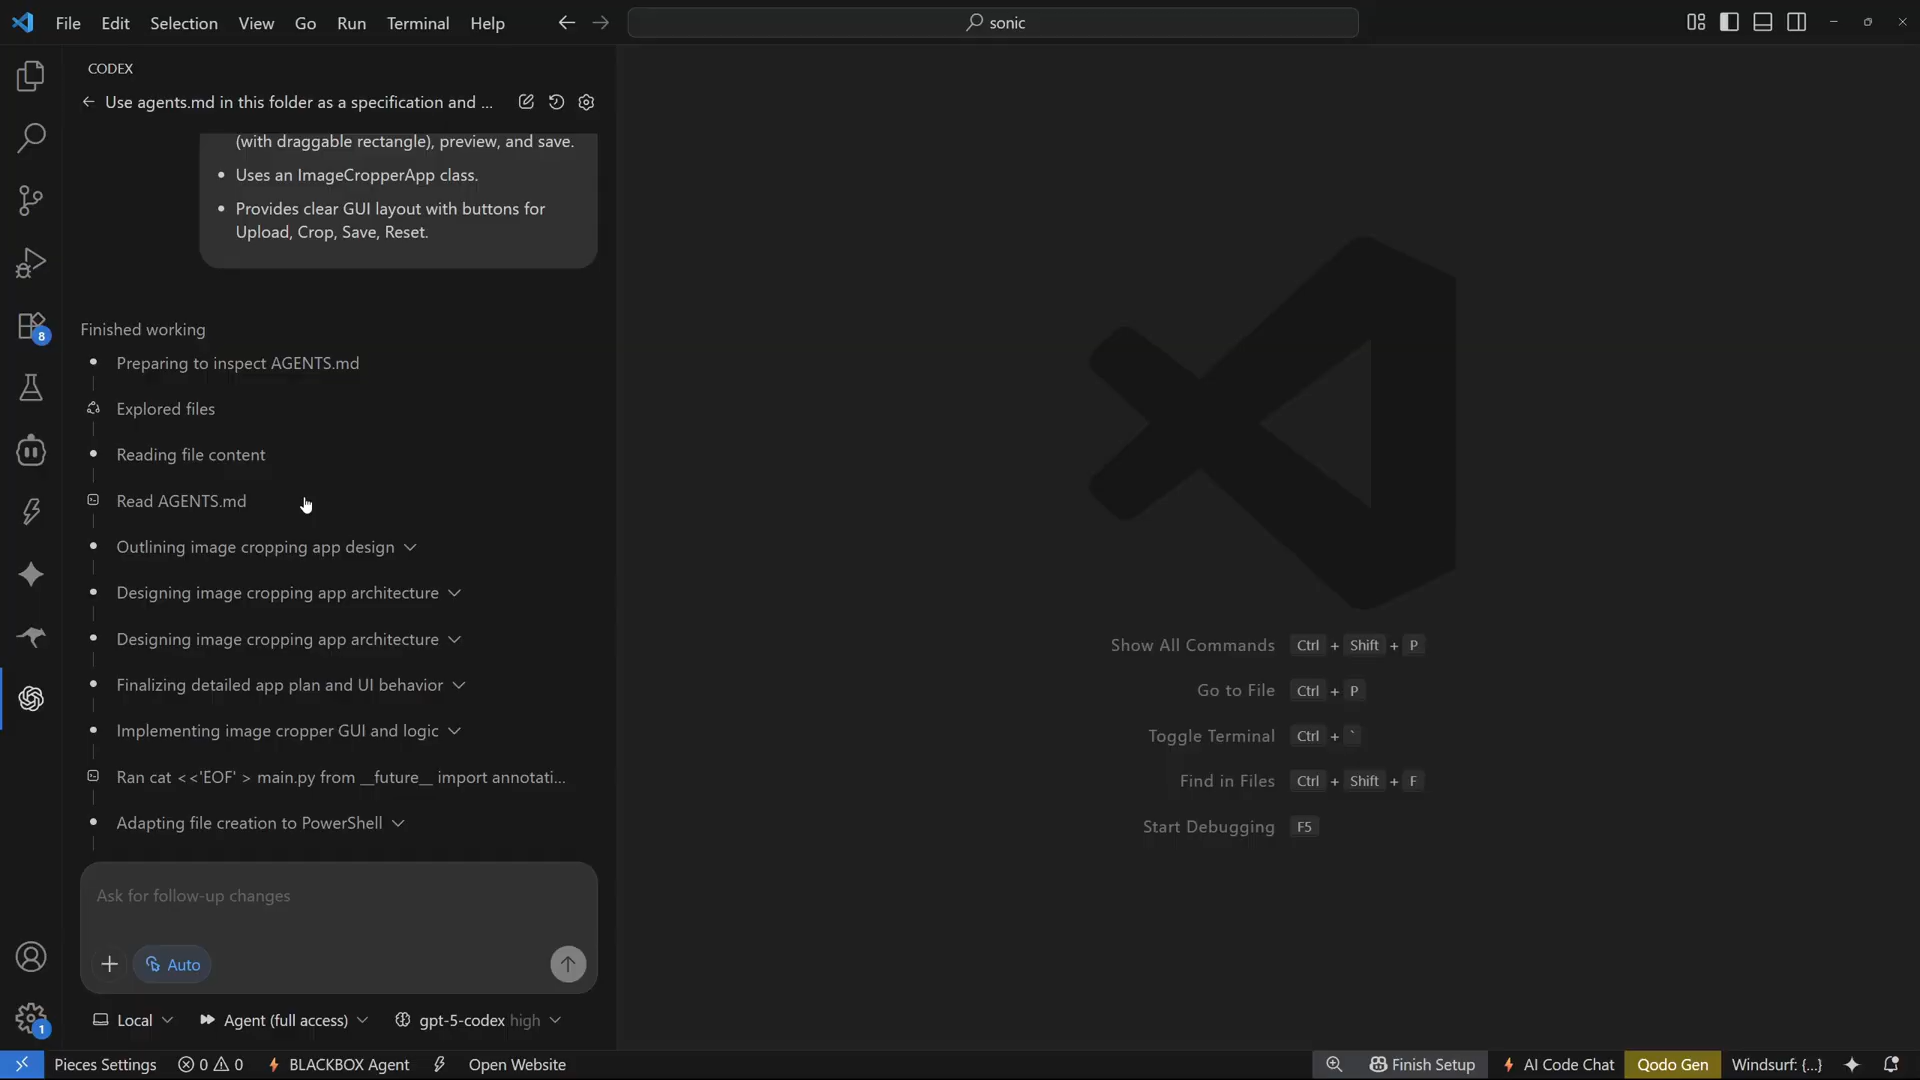 File Edit Selection View Go Run Terminal Help
sonic
CODEX
Use agents.md in this folder as a specification and ...
(with draggable rectangle), preview, and save.
• Uses an ImageCropperApp class.
• Provides clear GUI layout with buttons for
Upload, Crop, Save, Reset.
Finished working
Preparing to inspect AGENTS.md
Explored files
Reading file content
Read AGENTS.md
Outlining image cropping app design
Designing image cropping app architecture
Designing image cropping app architecture
Finalizing detailed app plan and UI behavior
Implementing image cropper GUI and logic
Ran cat <<'EOF' > main.py from __future__ import annotati...
Adapting file creation to PowerShell
Ask for follow-up changes
Auto
Local Agent (full access) gpt-5-codex high
Show All Commands Ctrl + Shift + P
Go to File Ctrl + P
Toggle Terminal Ctrl + `
Find in Files Ctrl + Shift + F
Start Debugging F5
8
1
Pieces Settings 0 0 BLACKBOX Agent Open Website Finish Setup AI Code Chat Qodo Gen Windsurf: {...}